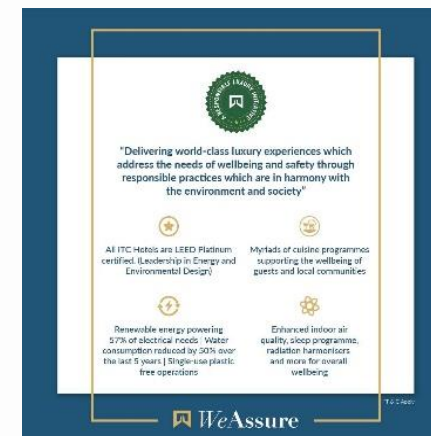 A RESPONSIBLE LUXURY INITIATIVE
"Delivering world-class luxury experiences which
address the needs of wellbeing and safety through
responsible practices which are in harmony with
the environment and society"
All ITC Hotels are LEED Platinum
certified. (Leadership in Energy and
Environmental Design)
Myriads of cuisine programmes
supporting the wellbeing of
guests and local communities
Renewable energy powering
57% of electrical needs | Water
consumption reduced by 50% over
the last 5 years | Single-use plastic
free operations
Enhanced indoor air
quality, sleep programme,
radiation harmonisers
and more for overall
wellbeing
*T & C Apply
WeAssure